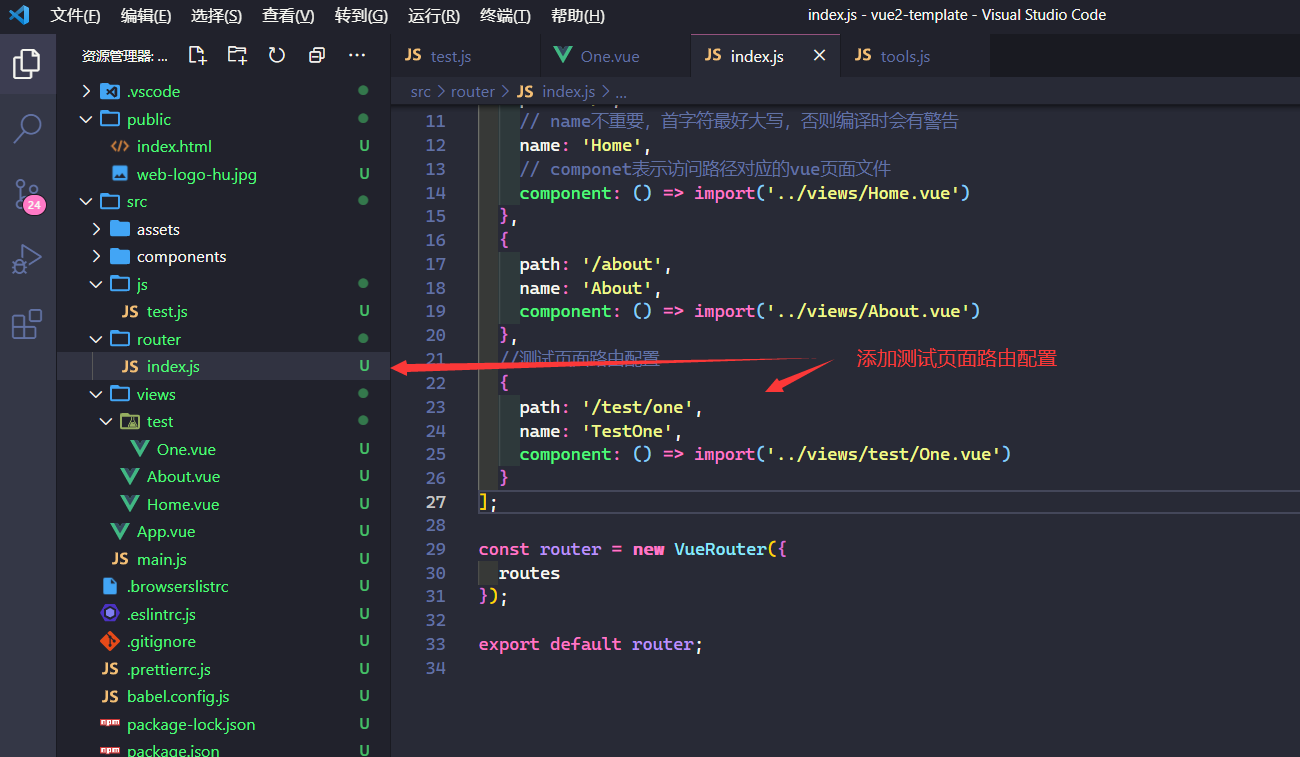 文件(F) 编辑(E) 选择(S) 查看(V) 转到(G) 运行(R) 终端(T) 帮助(H) index.js - vue2-template - Visual Studio Code
资源管理器: ...
24
.vscode
public U
index.html U
web-logo-hu.jpg U
src
assets
components
js
JS test.js U
router
JS index.js U
views
test
One.vue U
About.vue U
Home.vue U
App.vue U
JS main.js U
.browserslistrc U
.eslintrc.js U
.gitignore U
JS .prettierrc.js U
JS babel.config.js U
npm package-lock.json U
npm package.json U
JS test.js One.vue JS index.js JS tools.js
src > router > JS index.js > ...
11 // name不重要，首字符最好大写，否则编译时会有警告
12 name: 'Home',
13 // componet表示访问路径对应的vue页面文件
14 component: () => import('../views/Home.vue')
15 },
16 {
17 path: '/about',
18 name: 'About',
19 component: () => import('../views/About.vue')
20 },
21 //测试页面路由配置
添加测试页面路由配置
22 {
23 path: '/test/one',
24 name: 'TestOne',
25 component: () => import('../views/test/One.vue')
26 }
27 ];
28
29 const router = new VueRouter({
30 routes
31 });
32
33 export default router;
34